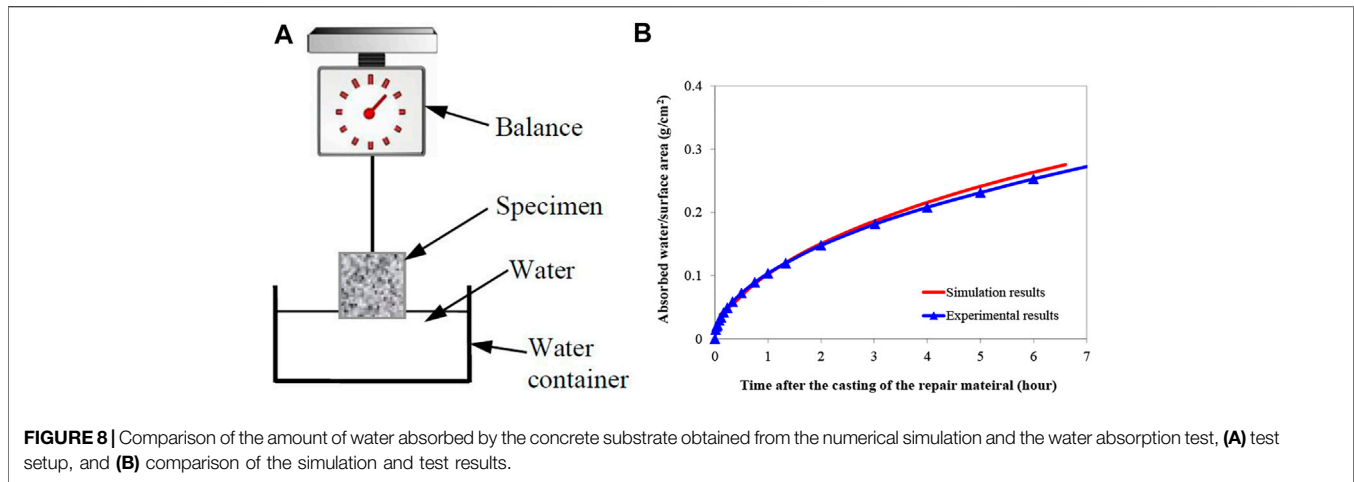 A
Balance
Specimen
Water
Water
container
B
Absorbed water/surface area (g/cm²)
0.4
0.3
0.2
0.1
0
Simulation results
Experimental results
0 1 2 3 4 5 6 7
Time after the casting of the repair mateiral (hour)
FIGURE 8 | Comparison of the amount of water absorbed by the concrete substrate obtained from the numerical simulation and the water absorption test, (A) test
setup, and (B) comparison of the simulation and test results.